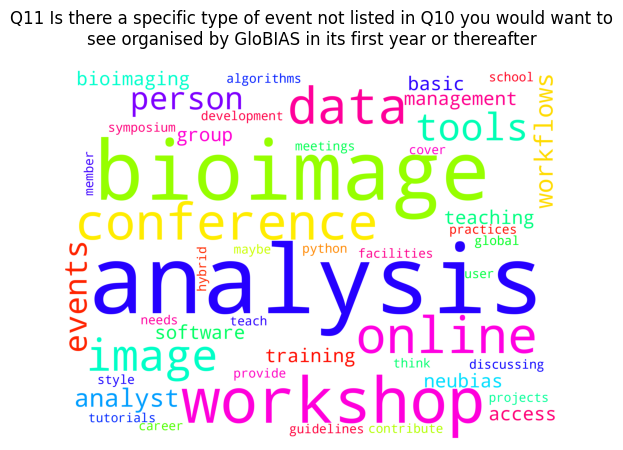 Q11 Is there a specific type of event not listed in Q10 you would want to
see organised by GloBIAS in its first year or thereafter
bioimaging
algorithms
basic
school
person
data
management
workflows
development
symposium
group
tools
meetings
cover
member
bioimage
conference
teaching
practices
global
events
hybrid
maybe
python
facilities
user
analysis
needs
teach
software
online
image
training
think
discussing
style
provide
neubias
analyst
workshop
projects
access
tutorials
career
guidelines
contribute